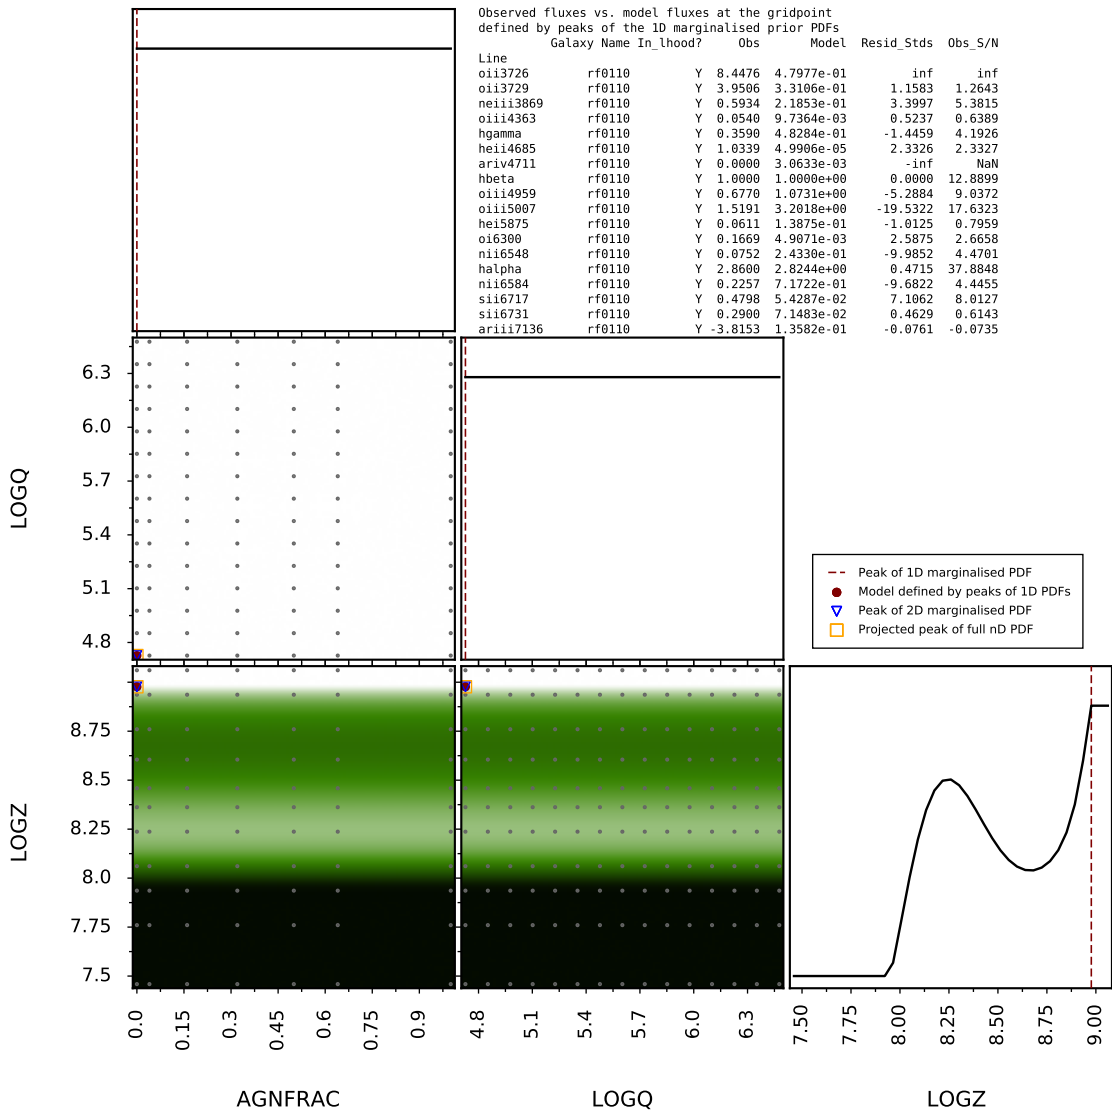 Observed fluxes vs. model fluxes at the gridpoint
defined by peaks of the 1D marginalised prior PDFs
Galaxy Name In_lhood? Obs Model Resid_Stds Obs_S/N
Line
oii3726 rf0110 Y 8.4476 4.7977e-01 inf inf
oii3729 rf0110 Y 3.9506 3.3106e-01 1.1583 1.2643
neiii3869 rf0110 Y 0.5934 2.1853e-01 3.3997 5.3815
oiii4363 rf0110 Y 0.0540 9.7364e-03 0.5237 0.6389
hgamma rf0110 Y 0.3590 4.8284e-01 -1.4459 4.1926
heii4685 rf0110 Y 1.0339 4.9906e-05 2.3326 2.3327
ariv4711 rf0110 Y 0.0000 3.0633e-03 -inf NaN
hbeta rf0110 Y 1.0000 1.0000e+00 0.0000 12.8899
oiii4959 rf0110 Y 0.6770 1.0731e+00 -5.2884 9.0372
oiii5007 rf0110 Y 1.5191 3.2018e+00 -19.5322 17.6323
hei5875 rf0110 Y 0.0611 1.3875e-01 -1.0125 0.7959
oi6300 rf0110 Y 0.1669 4.9071e-03 2.5875 2.6658
nii6548 rf0110 Y 0.0752 2.4330e-01 -9.9852 4.4701
halpha rf0110 Y 2.8600 2.8244e+00 0.4715 37.8848
nii6584 rf0110 Y 0.2257 7.1722e-01 -9.6822 4.4455
sii6717 rf0110 Y 0.4798 5.4287e-02 7.1062 8.0127
sii6731 rf0110 Y 0.2900 7.1483e-02 0.4629 0.6143
ariii7136 rf0110 Y -3.8153 1.3582e-01 -0.0761 -0.0735
6.3
6.0
5.7
5.4
5.1
4.8
LOGQ
Peak of 1D marginalised PDF
Model defined by peaks of 1D PDFs
Peak of 2D marginalised PDF
Projected peak of full nD PDF
8.75
8.5
8.25
8.0
7.75
7.5
LOGZ
0.0 0.15 0.3 0.45 0.6 0.75 0.9
4.8 5.1 5.4 5.7 6.0 6.3
7.50 7.75 8.00 8.25 8.50 8.75 9.00
AGNFRAC LOGQ LOGZ